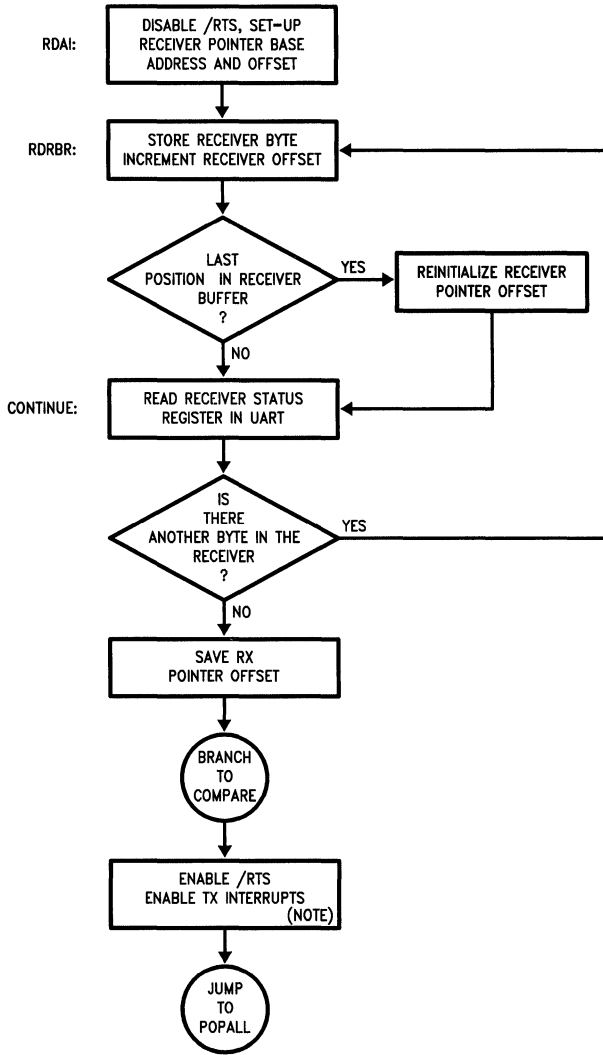 DISABLE /RTS, SET-UP
RDAI:
RECEIVER POINTER BASE
ADDRESS AND OFFSET
RDRBR:
STORE RECEIVER BYTE
INCREMENT RECEIVER OFFSET
LAST
POSITION IN RECEIVER
BUFFER
?
YES
REINITIALIZE RECEIVER
POINTER OFFSET
NO
CONTINUE:
READ RECEIVER STATUS
REGISTER IN UART
IS
THERE
ANOTHER BYTE IN THE
RECEIVER
?
YES
NO
SAVE RX
POINTER OFFSET
BRANCH
TO
COMPARE
ENABLE /RTS
ENABLE TX INTERRUPTS
(NOTE)
JUMP
TO
POPALL